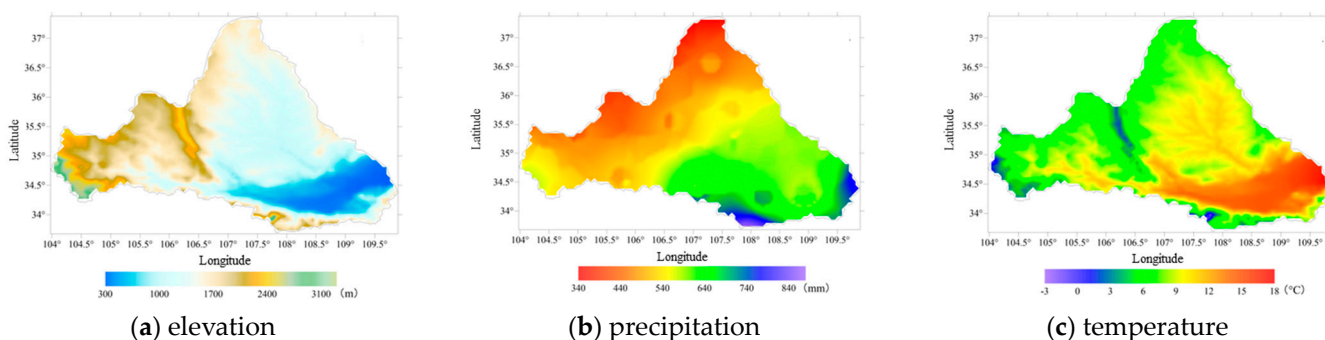 37°
36.5°
36°
35.5°
35°
34.5°
34°
Latitude
104° 104.5° 105° 105.5° 106° 106.5° 107° 107.5° 108° 108.5° 109° 109.5°
Longitude
300 1000 1700 2400 3100 (m)
(a) elevation
37°
36.5°
36°
35.5°
35°
34.5°
34°
Latitude
104° 104.5° 105° 105.5° 106° 106.5° 107° 107.5° 108° 108.5° 109° 109.5°
Longitude
340 440 540 640 740 840 (mm)
(b) precipitation
37°
36.5°
36°
35.5°
35°
34.5°
34°
Latitude
104° 104.5° 105° 105.5° 106° 106.5° 107° 107.5° 108° 108.5° 109° 109.5°
Longitude
-3 0 3 6 9 12 15 18 (°C)
(c) temperature